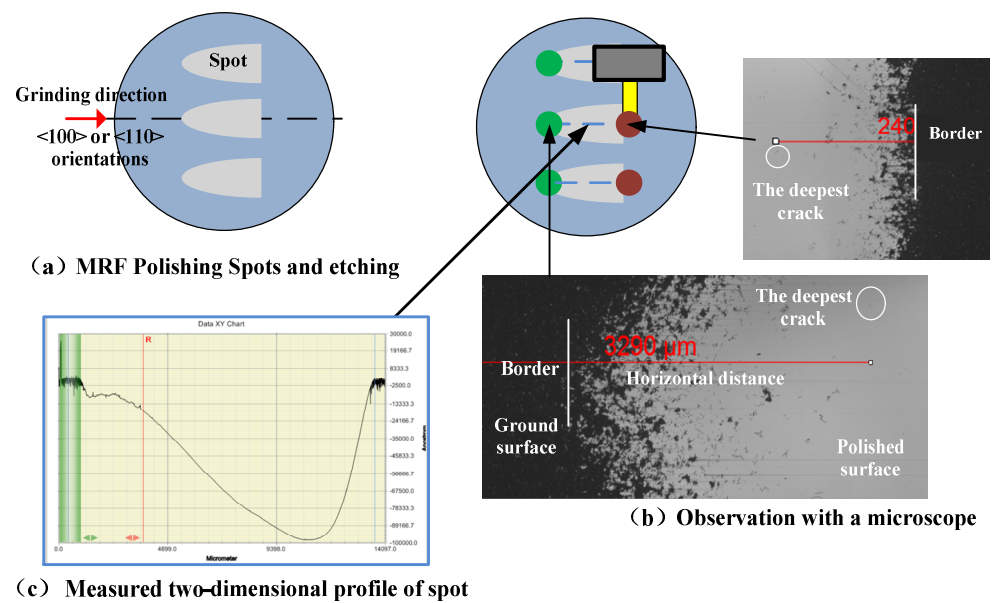 Spot
Grinding direction
<100> or <110>
orientations
(a) MRF Polishing Spots and etching
240
Border
The deepest
crack
The deepest
crack
3290 μm
Border
Horizontal distance
Ground
surface
Polished
surface
(b) Observation with a microscope
Data XY Chart
R
30000.0
19166.7
8333.3
-2500.0
-13333.3
-24166.7
-35000.0
-45833.3
-56666.7
-67500.0
-78333.3
-89166.7
-100000.0
Angstrom
0.0
4699.0
9398.0
14097.0
Micrometer
(c) Measured two-dimensional profile of spot